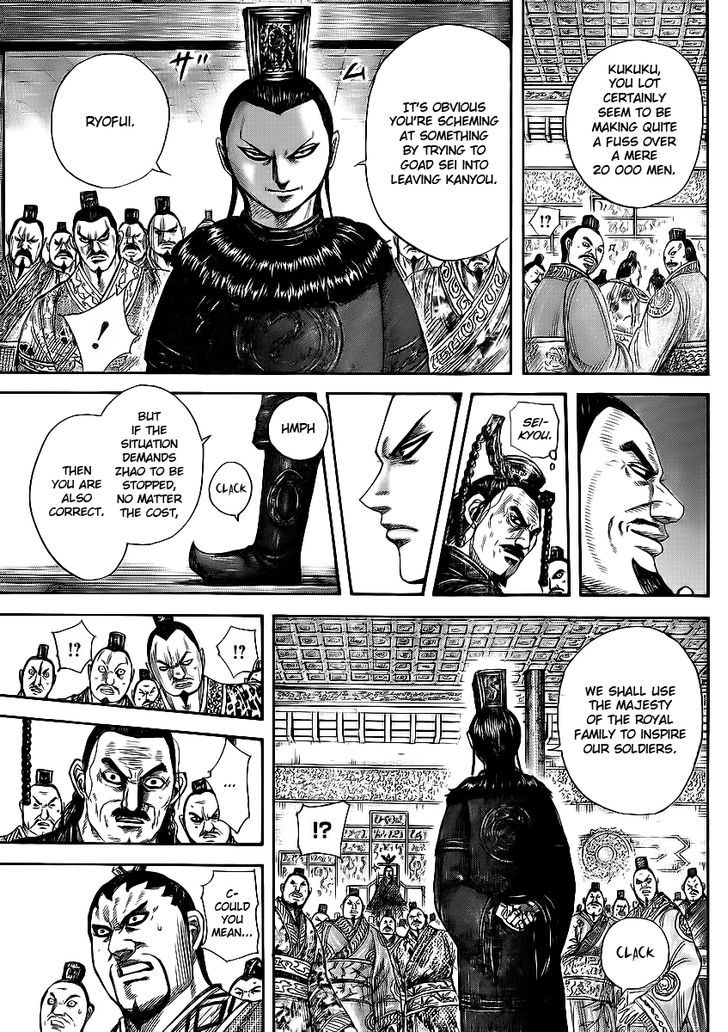 KUKUKU,
YOU LOT
CERTAINLY
SEEM TO BE
MAKING QUITE
A FUSS OVER
A MERE
20 000 MEN.
!?
IT'S OBVIOUS
YOU'RE SCHEMING
AT SOMETHING
BY TRYING TO
GOAD SEI INTO
LEAVING KANYOU.
ザム
RYOFUI.
!
SEI-
KYOU.
HMPH
CLACK
BUT
IF THE
SITUATION
DEMANDS
ZHAO TO BE
STOPPED,
NO MATTER
THE COST,
THEN
YOU ARE
ALSO
CORRECT.
WE SHALL USE
THE MAJESTY
OF THE ROYAL
FAMILY TO INSPIRE
OUR SOLDIERS.
!?
CLACK
!?
!?
...
C-
COULD
YOU
MEAN...